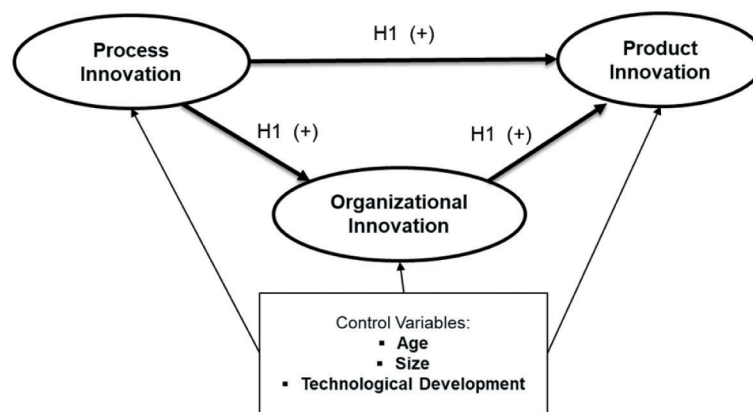 H1 (+)
Process
Innovation
Product
Innovation
H1 (+)
H1 (+)
Organizational
Innovation
Control Variables:
▪ Age
▪ Size
▪ Technological Development